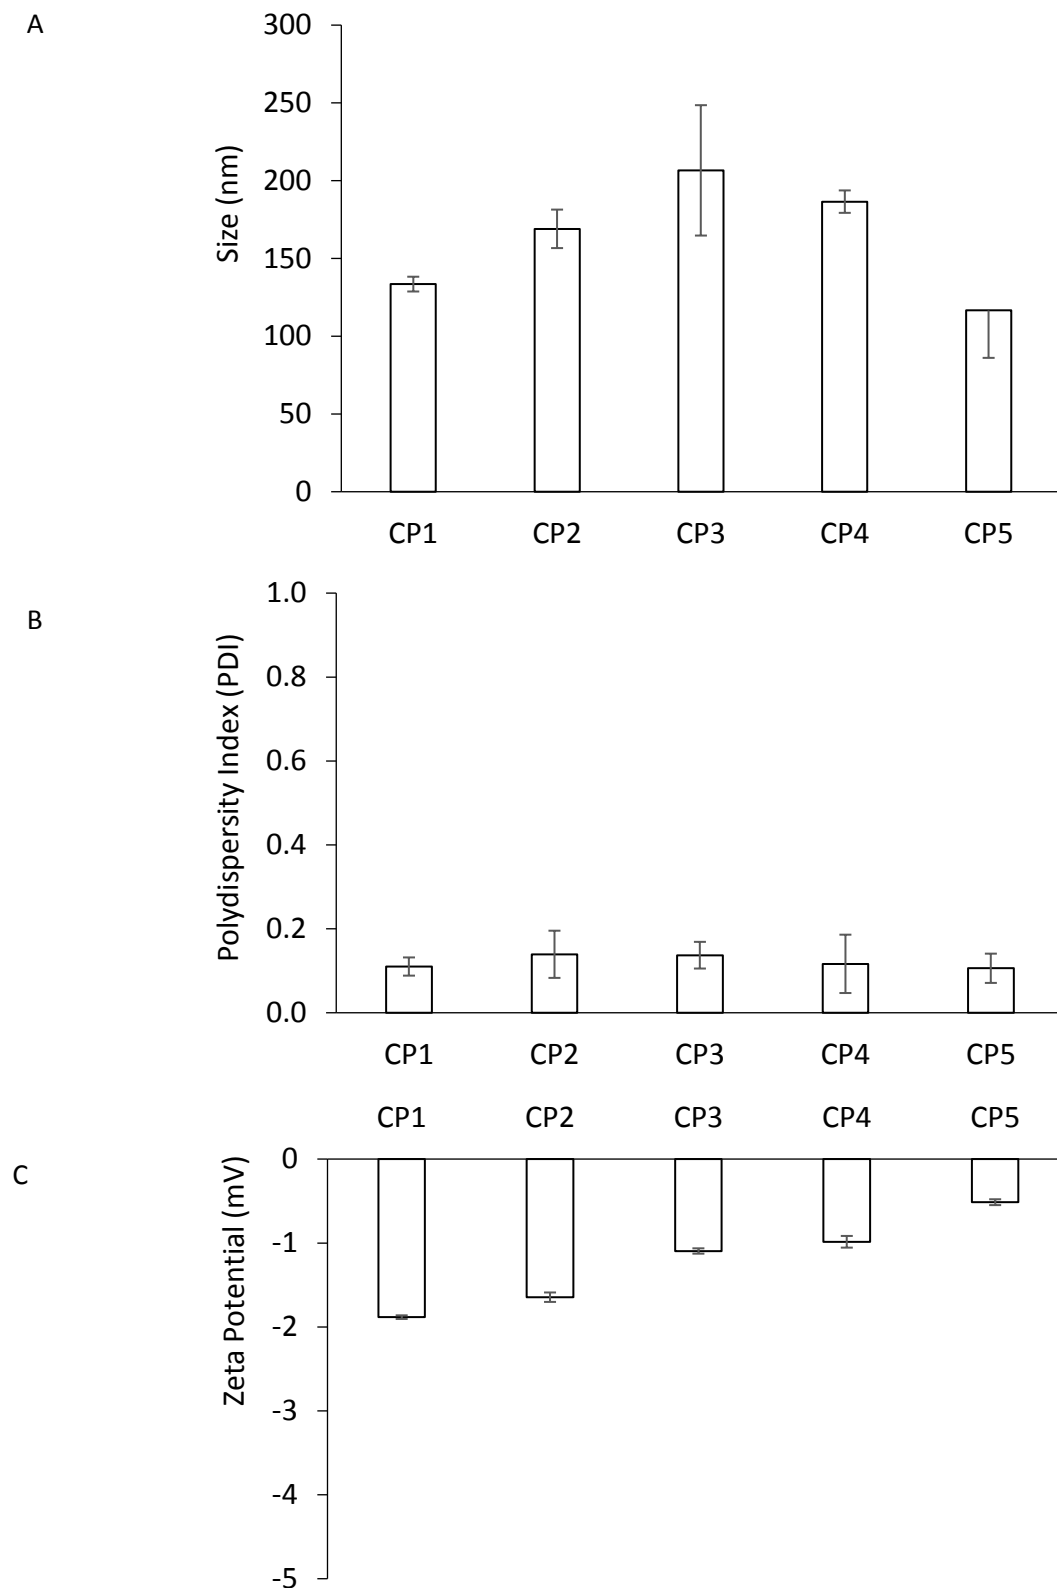 A
Size (nm)
300
250
200
150
100
50
0
CP1 CP2 CP3 CP4 CP5
B
Polydispersity Index (PDI)
1.0
0.8
0.6
0.4
0.2
0.0
CP1 CP2 CP3 CP4 CP5
C
Zeta Potential (mV)
CP1 CP2 CP3 CP4 CP5
0
-1
-2
-3
-4
-5